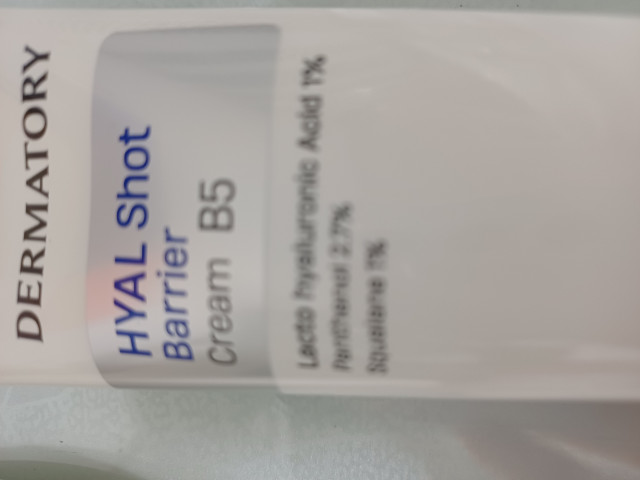 DERMATORY
HYAL Shot
Barrier
Cream B5
Lacto hyaluronic Acid 1%
Panthenol 2.7%
Squalane 1%